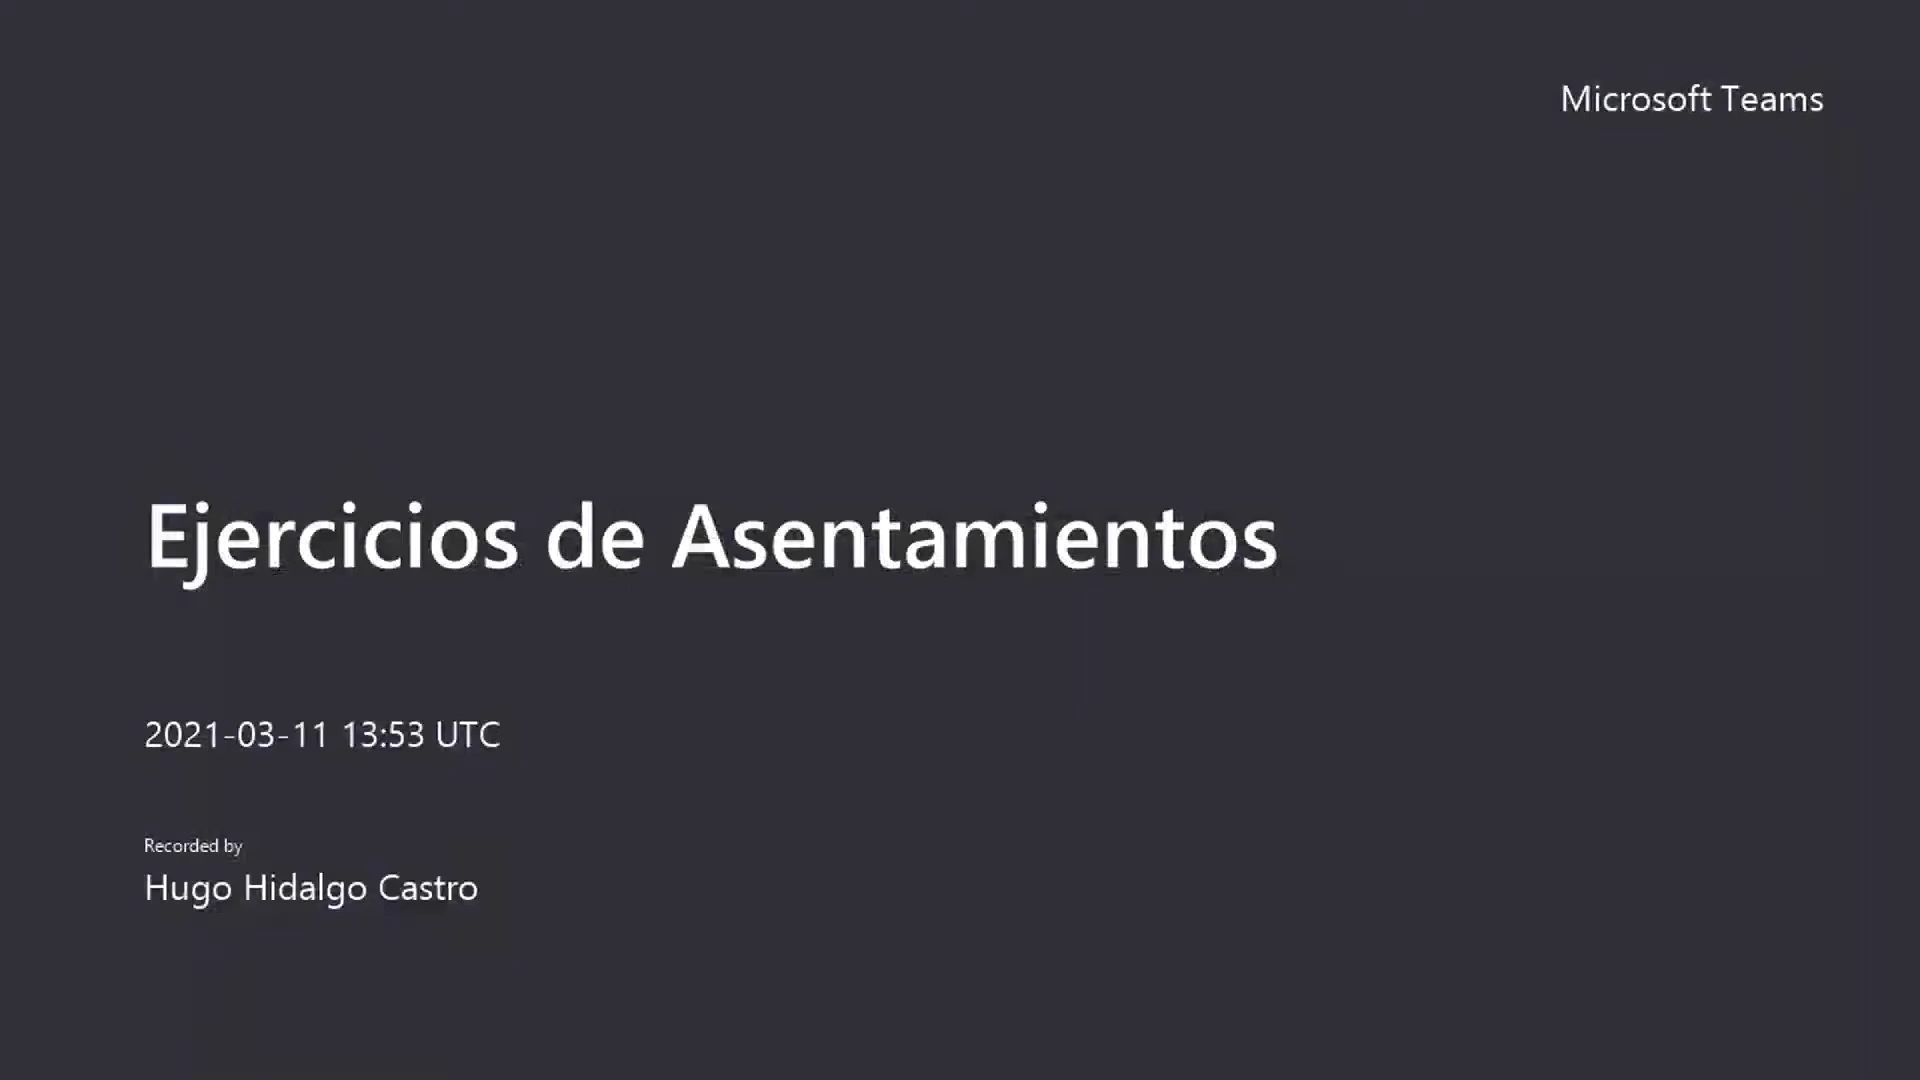 Microsoft Teams
Ejercicios de Asentamientos
2021-03-11 13:53 UTC
Recorded by
Hugo Hidalgo Castro